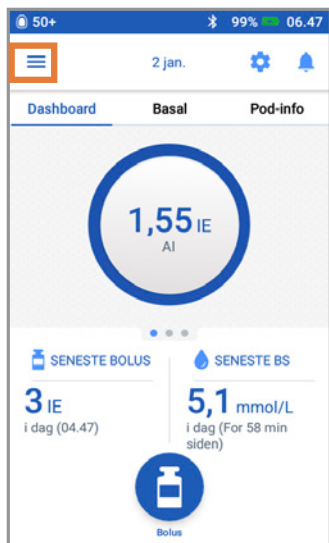 50+ 99% 06.47
2 jan.
Dashboard Basal Pod-info
1,55 IE
AI
SENESTE BOLUS
3 IE
i dag (04.47)
SENESTE BS
5,1 mmol/L
i dag (For 58 min
siden)
Bolus